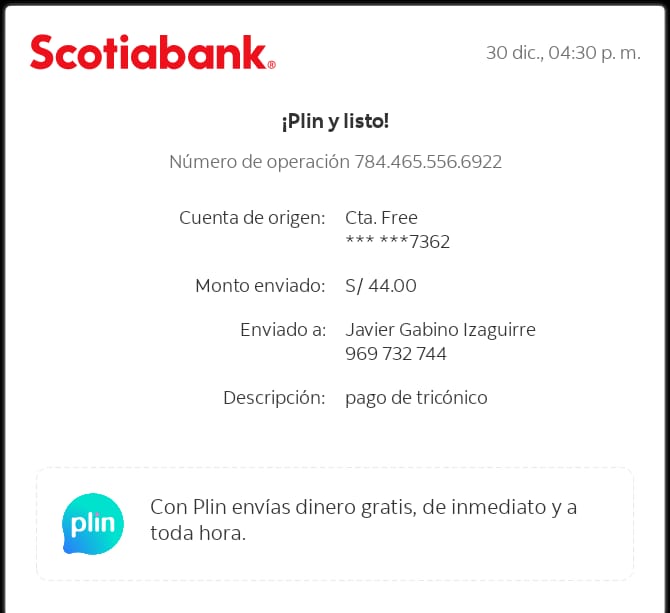 Scotiabank®
30 dic., 04:30 p. m.
¡Plin y listo!
Número de operación 784.465.556.6922
Cuenta de origen: Cta. Free
*** ***7362
Monto enviado: S/ 44.00
Enviado a: Javier Gabino Izaguirre
969 732 744
Descripción: pago de tricónico
plin
Con Plin envías dinero gratis, de inmediato y a
toda hora.